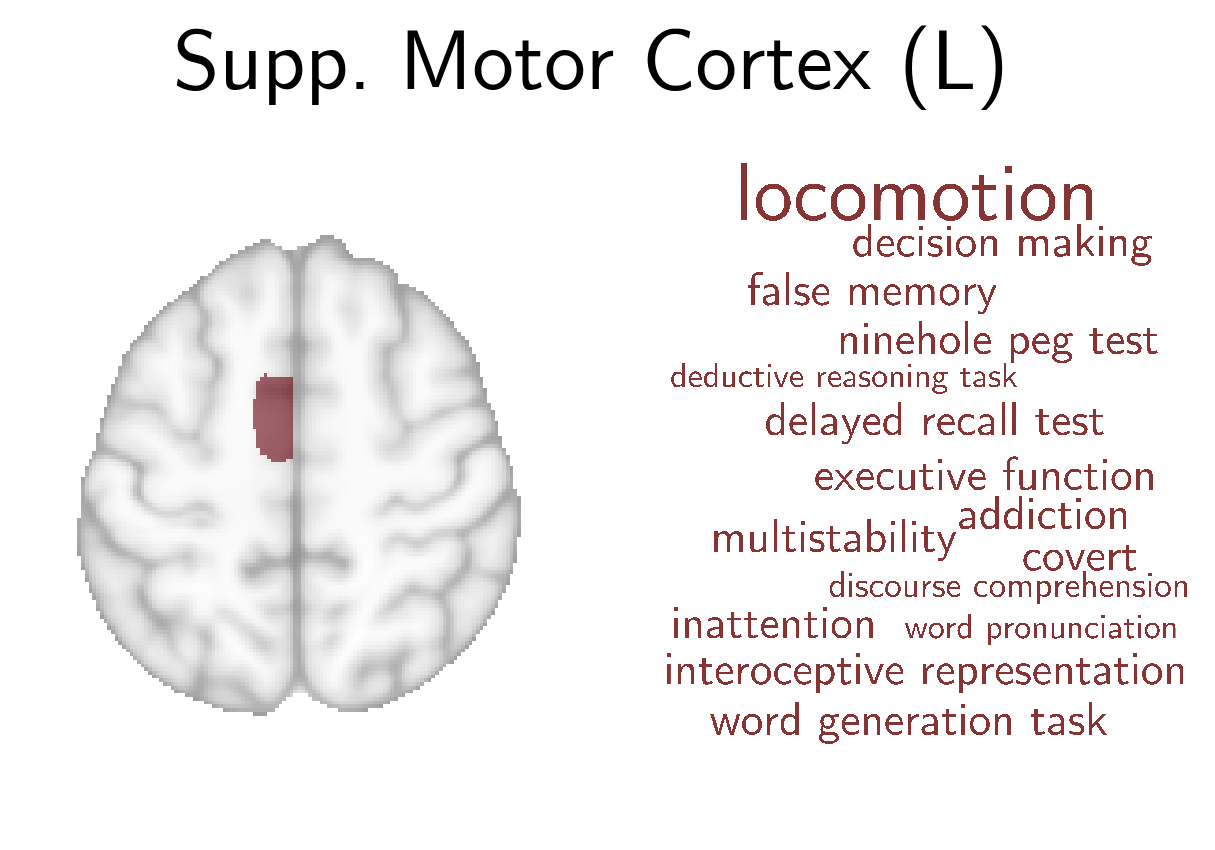 Supp. Motor Cortex (L)
locomotion
decision making
false memory
ninehole peg test
deductive reasoning task
delayed recall test
executive function
addiction
multistability
covert
discourse comprehension
inattention word pronunciation
interoceptive representation
word generation task